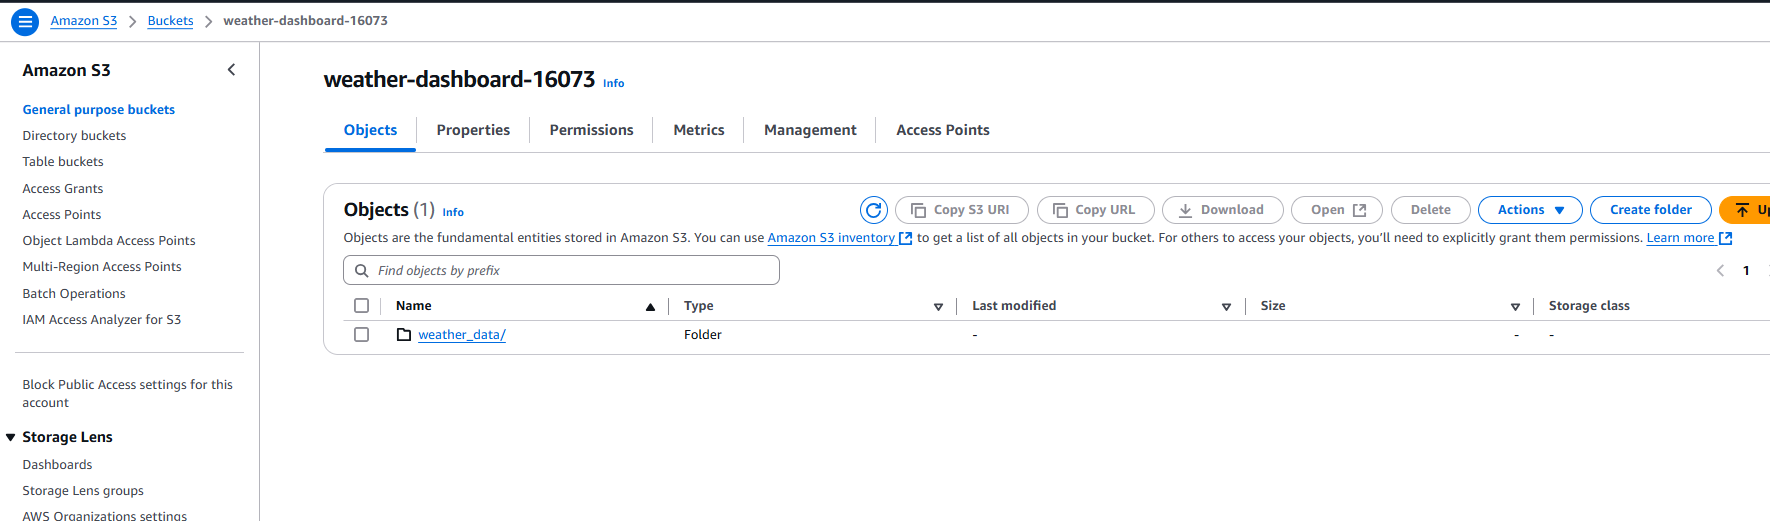 Amazon S3 > Buckets > weather-dashboard-16073
Amazon S3
General purpose buckets
Directory buckets
Table buckets
Access Grants
Access Points
Object Lambda Access Points
Multi-Region Access Points
Batch Operations
IAM Access Analyzer for S3
Block Public Access settings for this
account
Storage Lens
Dashboards
Storage Lens groups
AWS Organizations settings
weather-dashboard-16073 Info
Objects Properties Permissions Metrics Management Access Points
Objects (1) Info Copy S3 URI Copy URL Download Open Delete Actions Create folder
Objects are the fundamental entities stored in Amazon S3. You can use Amazon S3 inventory to get a list of all objects in your bucket. For others to access your objects, you'll need to explicitly grant them permissions. Learn more
Find objects by prefix 1
Name Type Last modified Size Storage class
weather_data/ Folder - - -